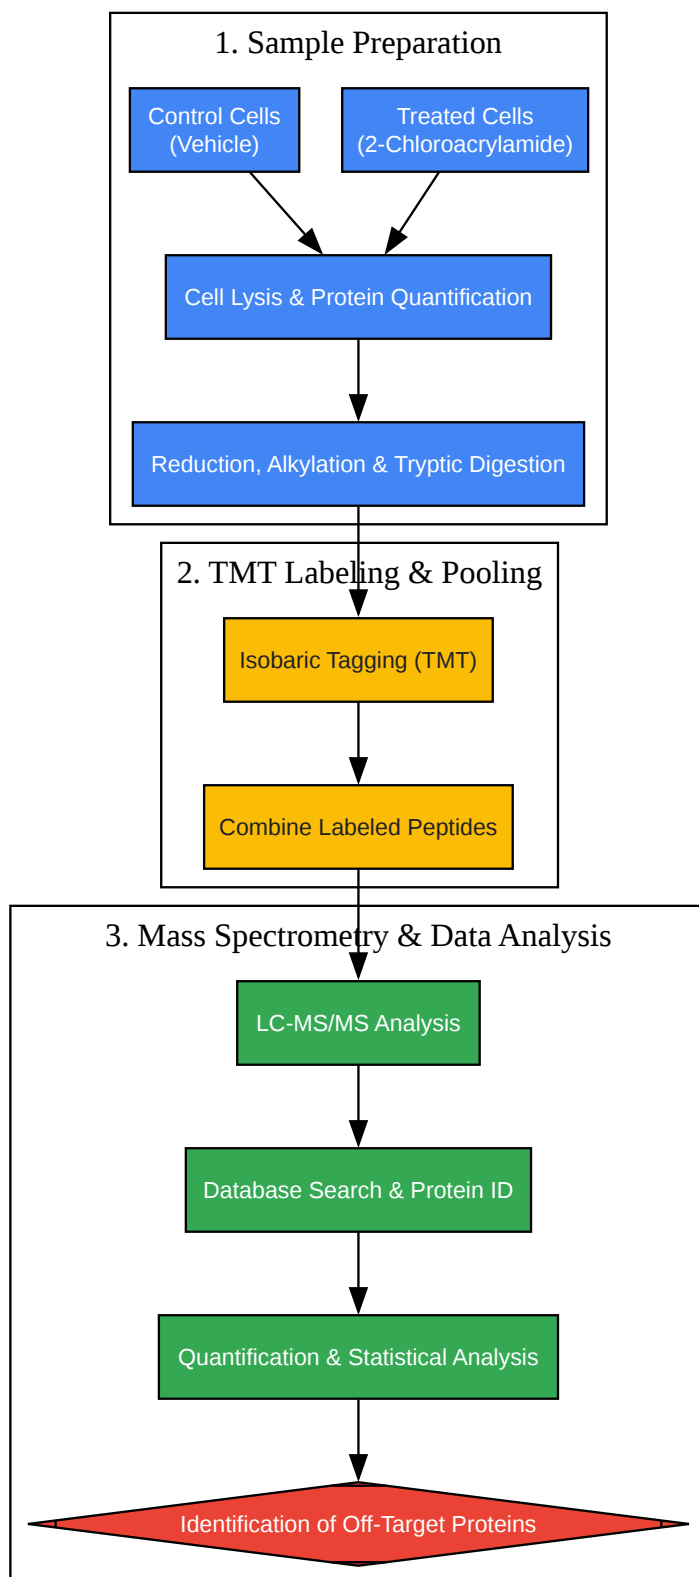 1. Sample Preparation
Control Cells
(Vehicle)
Treated Cells
(2-Chloroacrylamide)
Cell Lysis & Protein Quantification
Reduction, Alkylation & Tryptic Digestion
2. TMT Labeling & Pooling
Isobaric Tagging (TMT)
Combine Labeled Peptides
3. Mass Spectrometry & Data Analysis
LC-MS/MS Analysis
Database Search & Protein ID
Quantification & Statistical Analysis
Identification of Off-Target Proteins